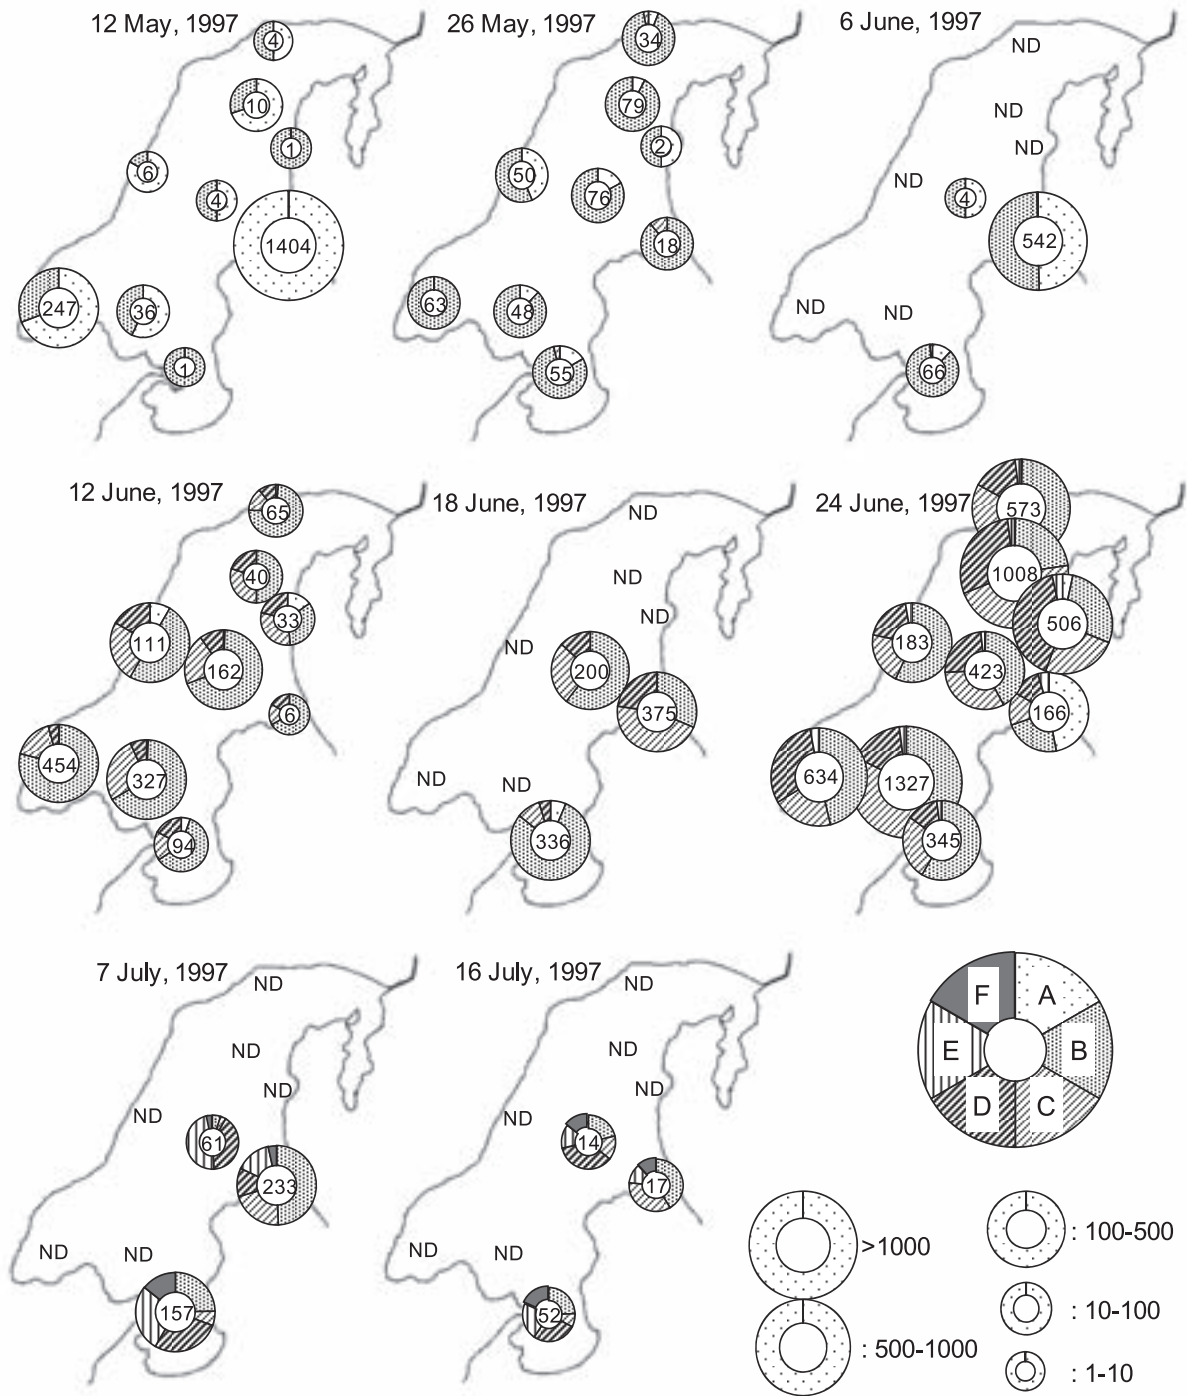 12 May, 1997
4
10
1
6
4
1404
247
36
1
26 May, 1997
34
79
2
50
76
18
63
48
55
6 June, 1997
ND
ND
ND
ND
4
542
ND
ND
66
12 June, 1997
65
40
33
111
162
6
454
327
94
18 June, 1997
ND
ND
ND
ND
200
375
ND
ND
336
24 June, 1997
573
1008
506
183
423
166
634
1327
345
7 July, 1997
ND
ND
ND
ND
61
233
ND
ND
157
16 July, 1997
ND
ND
ND
ND
14
17
ND
ND
52
F A
E B
D C
>1000
: 500-1000
: 100-500
: 10-100
: 1-10